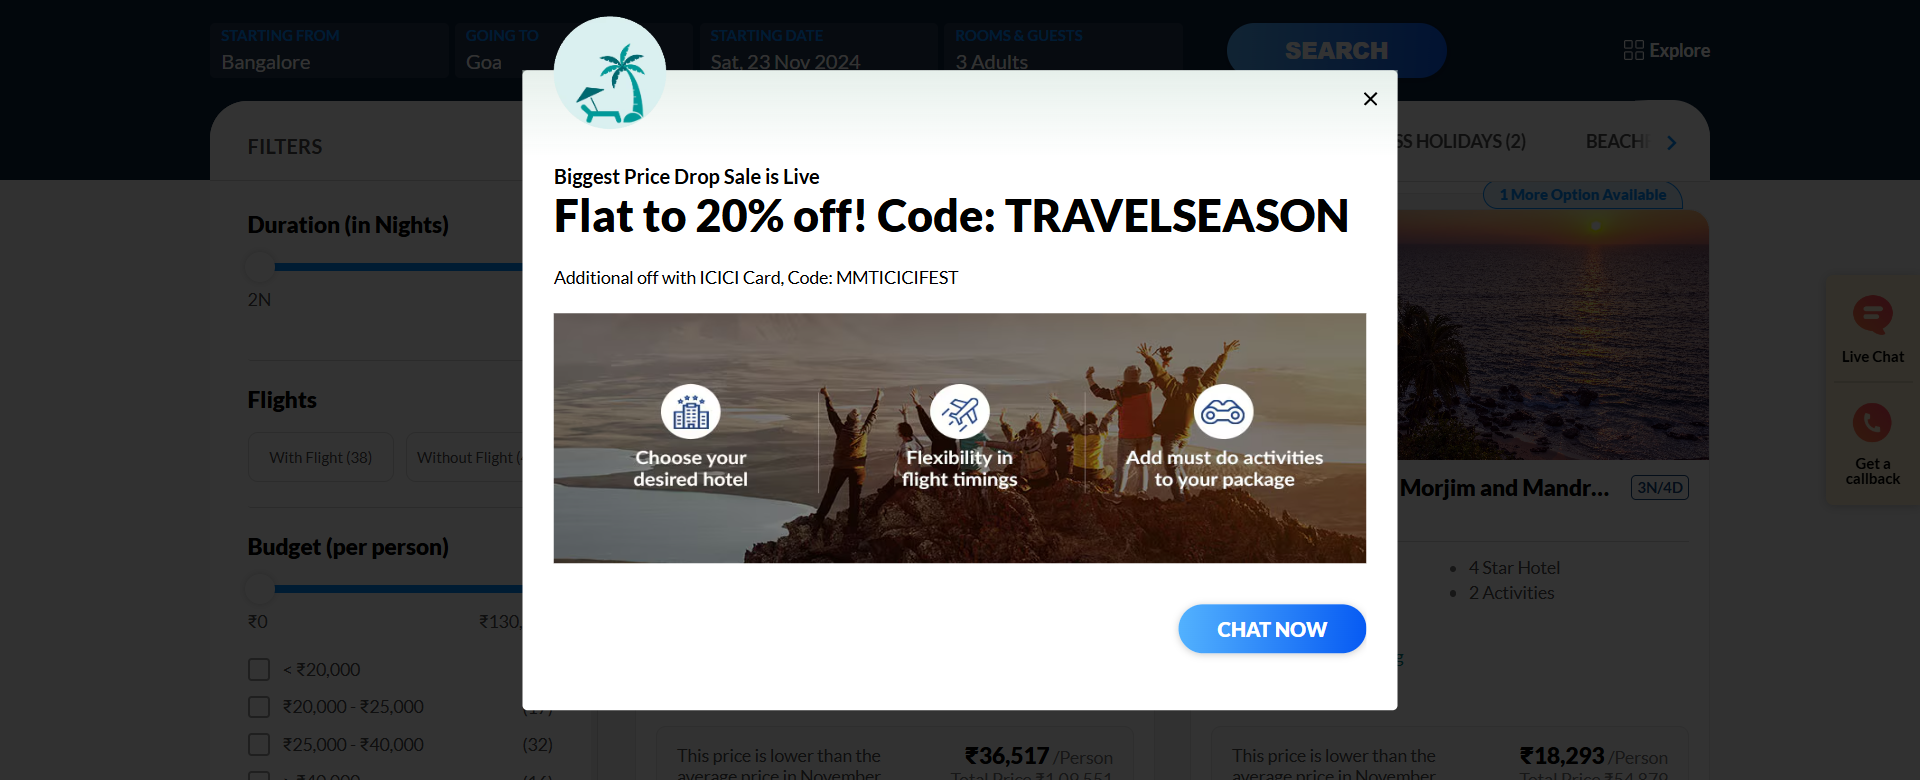 STARTING FROM
Bangalore
GOING TO
Goa
STARTING DATE
Sat, 23 Nov 2024
ROOMS & GUESTS
3 Adults
SEARCH
Explore
FILTERS
HOLIDAYS (2)
1 More Option Available
Duration (in Nights)
2N
Flights
With Flight (38)
Without Flight
Budget (per person)
₹0
< ₹20,000
₹20,000 - ₹25,000
₹25,000 - ₹40,000
(32)
Biggest Price Drop Sale is Live
Flat to 20% off! Code: TRAVELSEASON
Additional off with ICICI Card, Code: MMTICICIFEST
Choose your
desired hotel
Flexibility in
flight timings
Add must do activities
to your package
CHAT NOW
Morjim and Mandr...
3N/4D
4 Star Hotel
2 Activities
This price is lower than the
average price in November
₹36,517 /Person
Total Price ₹1,09,551
This price is lower than the
average price in November
₹18,293 /Person
Total Price ₹54,879
Live Chat
Get a
callback